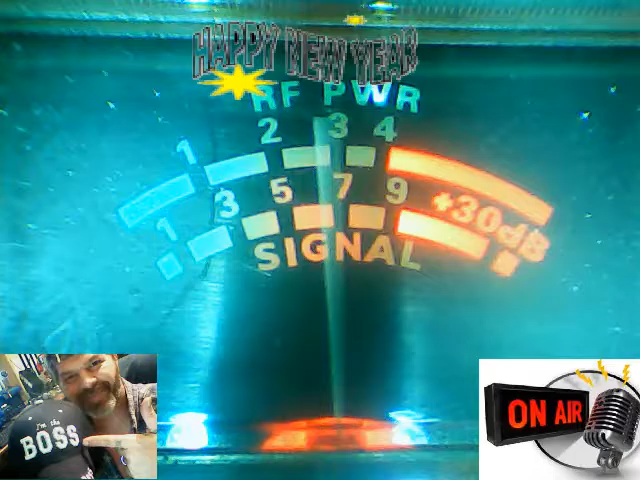 HAPPY NEW YEAR
RF PWR
1 2 3 4
1 3 5 7 9 +30dB
SIGNAL
I'm the
BOSS
ON AIR